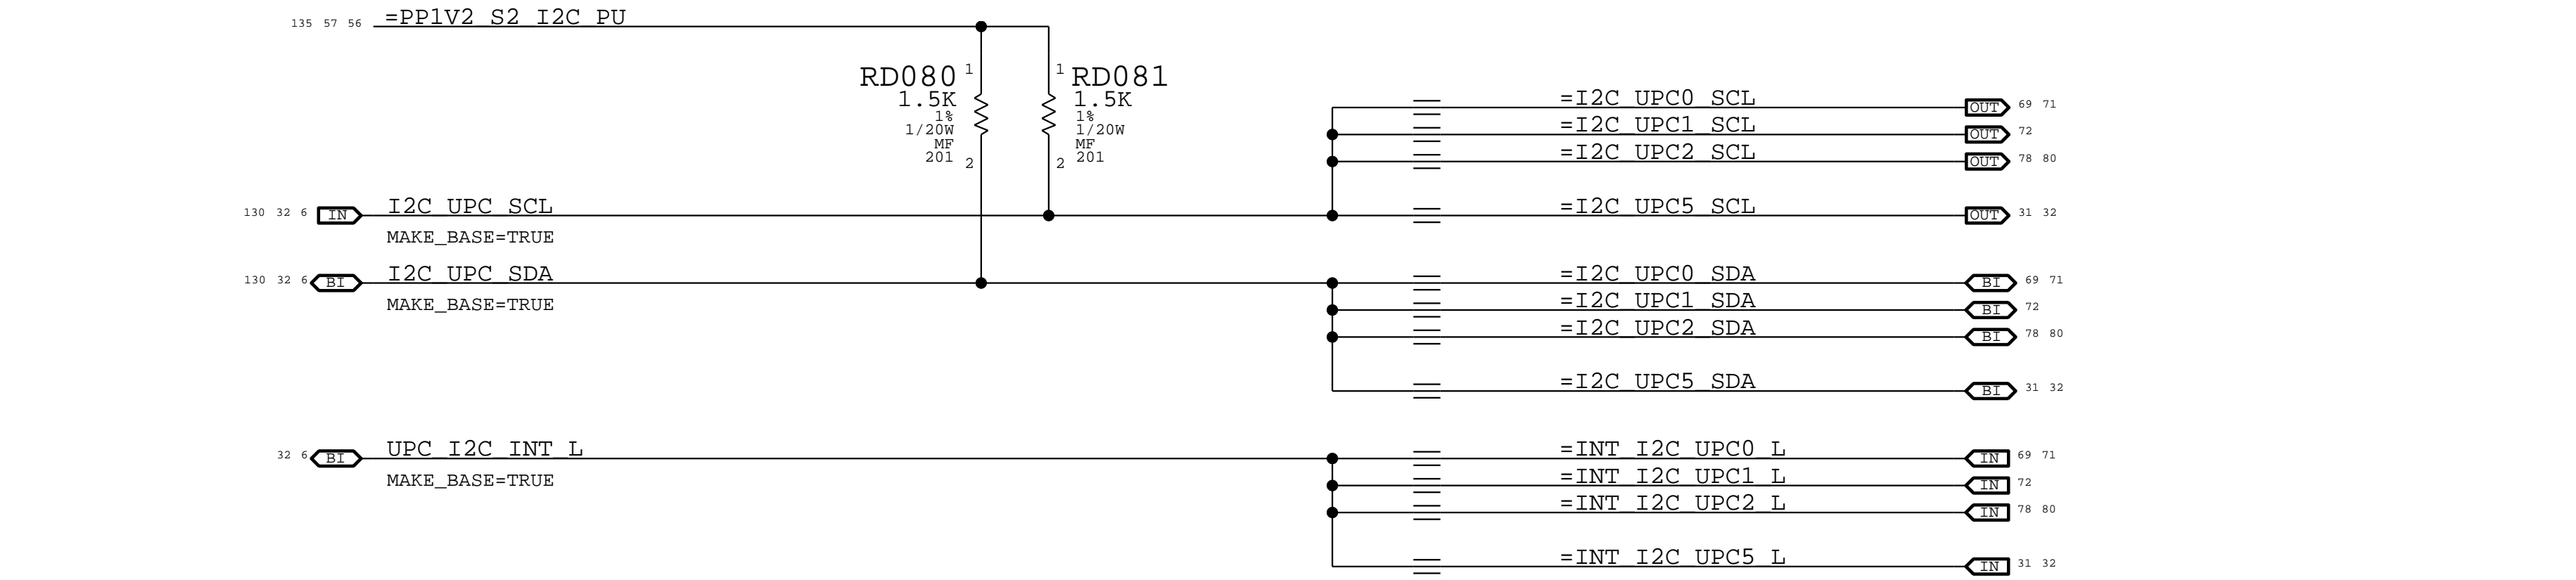 135 57 56 =PP1V2_S2_I2C_PU
RD080 1
1.5K
1%
1/20W
MF
201 2
1 RD081
1.5K
1%
1/20W
MF
2 201
=I2C_UPC0_SCL OUT 69 71
=I2C_UPC1_SCL OUT 72
=I2C_UPC2_SCL OUT 78 80
130 32 6 IN I2C_UPC_SCL =I2C_UPC5_SCL OUT 31 32
MAKE_BASE=TRUE
130 32 6 BI I2C_UPC_SDA =I2C_UPC0_SDA BI 69 71
MAKE_BASE=TRUE =I2C_UPC1_SDA BI 72
=I2C_UPC2_SDA BI 78 80
=I2C_UPC5_SDA BI 31 32
32 6 BI UPC_I2C_INT_L =INT_I2C_UPC0_L IN 69 71
MAKE_BASE=TRUE =INT_I2C_UPC1_L IN 72
=INT_I2C_UPC2_L IN 78 80
=INT_I2C_UPC5_L IN 31 32